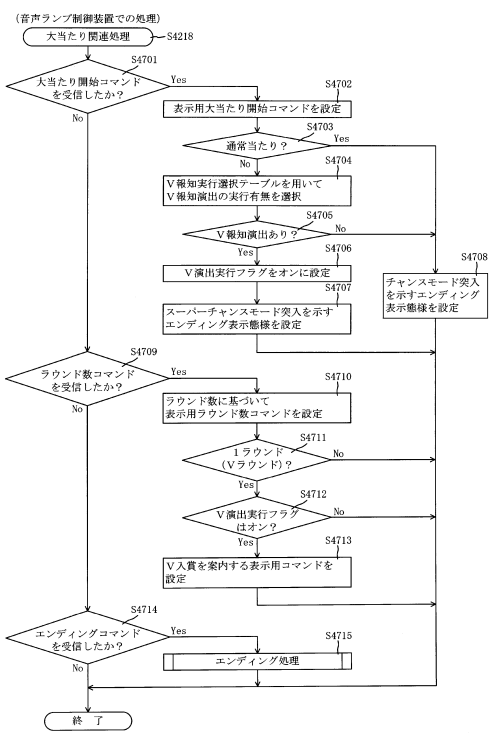 (音声ランプ制御装置での処理)
大当たり関連処理
S4218
S4701
大当たり開始コマンド
を受信したか?
Yes
No
S4702
表示用大当たり開始コマンドを設定
S4703
通常当たり?
Yes
No
S4704
V報知実行選択テーブルを用いて
V報知演出の実行有無を選択
S4705
V報知演出あり?
No
Yes
S4706
V演出実行フラグをオンに設定
S4707
スーパーチャンスモード突入を示す
エンディング表示態様を設定
S4708
チャンスモード突入
を示すエンディング
表示態様を設定
S4709
ラウンド数コマンド
を受信したか?
Yes
No
S4710
ラウンド数に基づいて
表示用ラウンド数コマンドを設定
S4711
1ラウンド
(Vラウンド)?
No
Yes
S4712
V演出実行フラグ
はオン?
No
Yes
S4713
V入賞を案内する表示用コマンドを
設定
S4714
エンディングコマンド
を受信したか?
Yes
No
S4715
エンディング処理
終 了